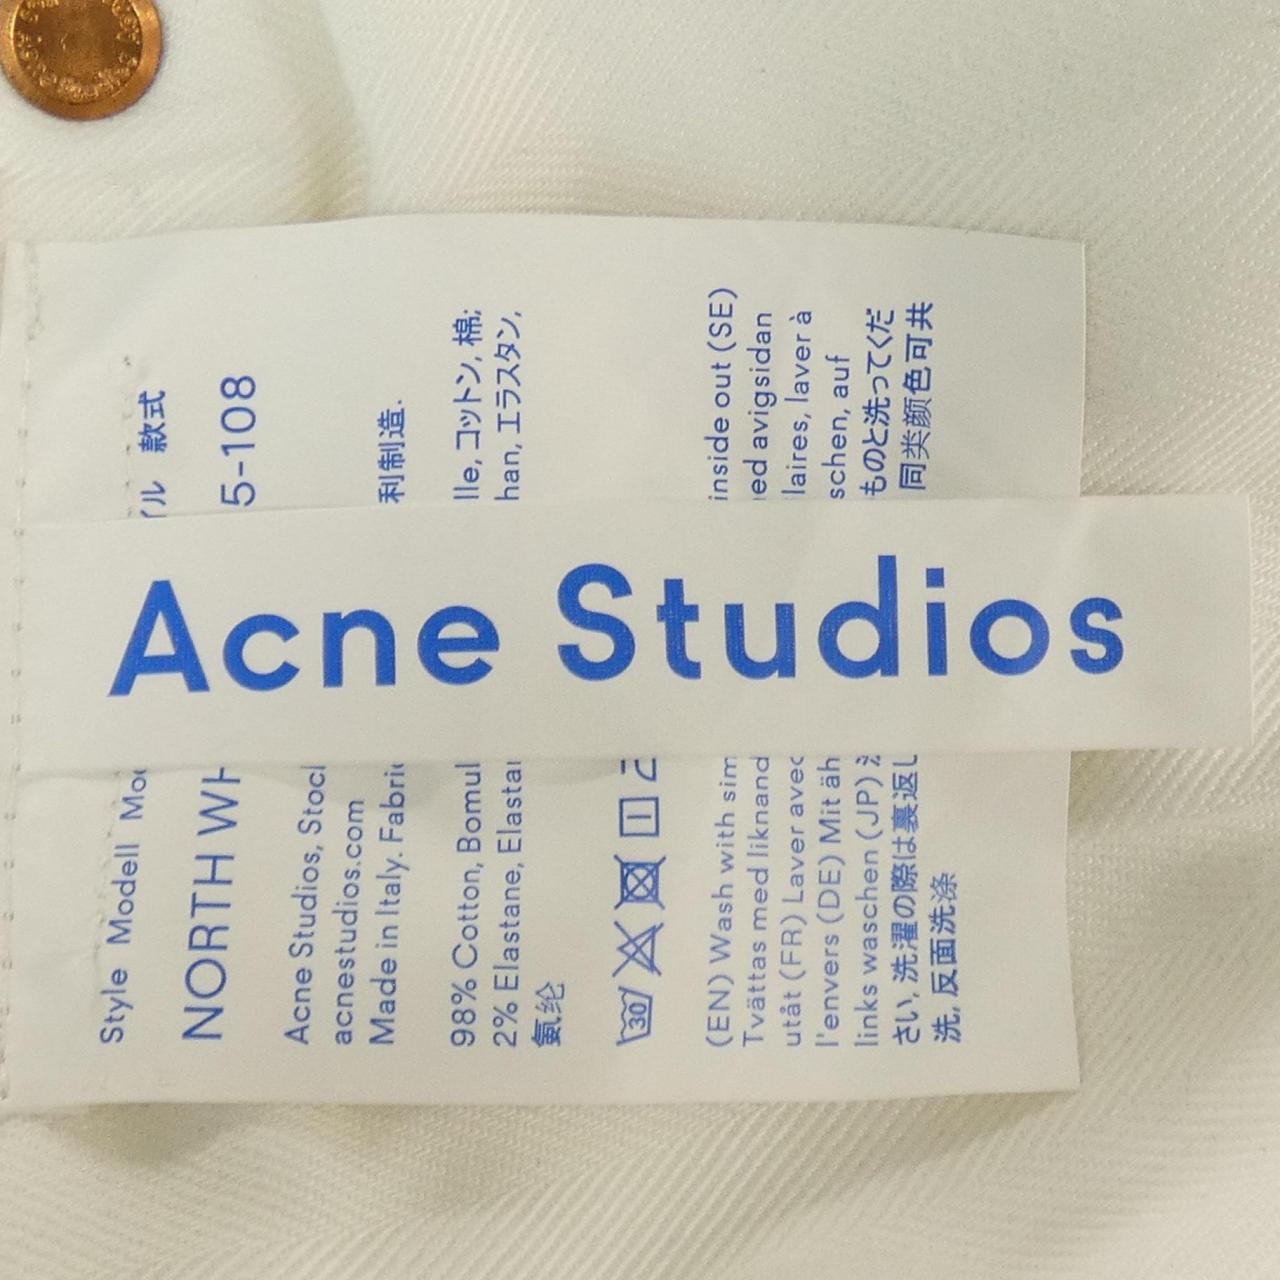 Acne Studios
Style Modell Mo ル 款式
NORTH WH 5-108
Acne Studios, Stoc
acnestudios.com
Made in Italy. Fabri 利制造.
98% Cotton, Bomul lle, コットン, 棉;
2% Elastane, Elasta han, エラスタン,
氨纶
30
(EN) Wash with sim inside out (SE)
Tvättas med liknand ed avigsidan
utåt (FR) Laver avec laires, laver à
l'envers (DE) Mit äh schen, auf
links waschen (JP) ものと洗ってくだ
さい, 洗濯の際は裏返し 同类颜色可共
洗, 反面洗涤